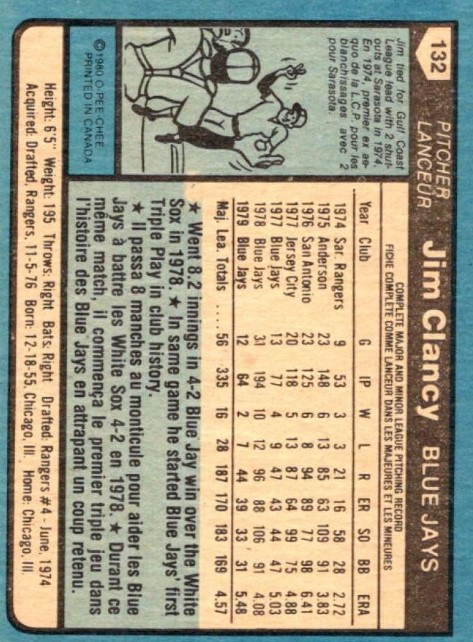 132
PITCHER
LANCEUR
Jim Clancy BLUE JAYS
Jim tied for Gulf Coast
League lead with 2 shut-
outs at Sarasota in 1974.
En 1974, premier ex ae-
quo de la L.C.P. pour les
blanchissages avec 2
pour Sarasota
© 1980 O-PEE-CHEE
PRINTED IN CANADA
COMPLETE MAJOR AND MINOR LEAGUE PITCHING RECORD
FICHE COMPLÈTE COMME LANCEUR DANS LES MAJEURES ET LES MINEURES
Year Club G IP W L R ER SO BB ERA
1974 Sar. Rangers 9 53 3 3 21 16 58 28 2.72
1975 Anderson 23 148 6 13 85 63 109 91 3.83
1976 San Antonio 23 125 6 8 94 89 77 98 6.41
1977 Jersey City 20 118 5 13 87 64 99 75 4.88
1977 Blue Jays 13 77 4 9 47 43 44 47 5.03
1978 Blue Jays 31 194 10 12 96 88 106 91 4.08
1979 Blue Jays 12 64 2 7 44 39 33 31 5.48
Maj. Lea. Totals ..... 56 335 16 28 187 170 183 169 4.57
★ Went 8.2 innings in 4-2 Blue Jay win over the White
Sox in 1978. ★ In same game he started Blue Jays' first
Triple Play in club history.
★ Il passe 8 manches au monticule pour aider les Blue
Jays à battre les White Sox 4-2 en 1978. ★ Durant ce
même match, il commença le premier triple jeu dans
l'histoire des Blue Jays en attrapant un coup retenu.
Height: 6'5" Weight: 195 Throws: Right Bats: Right Drafted: Rangers #4 - June, 1974
Acquired: Drafted, Rangers, 11-5-76 Born: 12-18-55, Chicago, Ill. Home: Chicago, Ill.